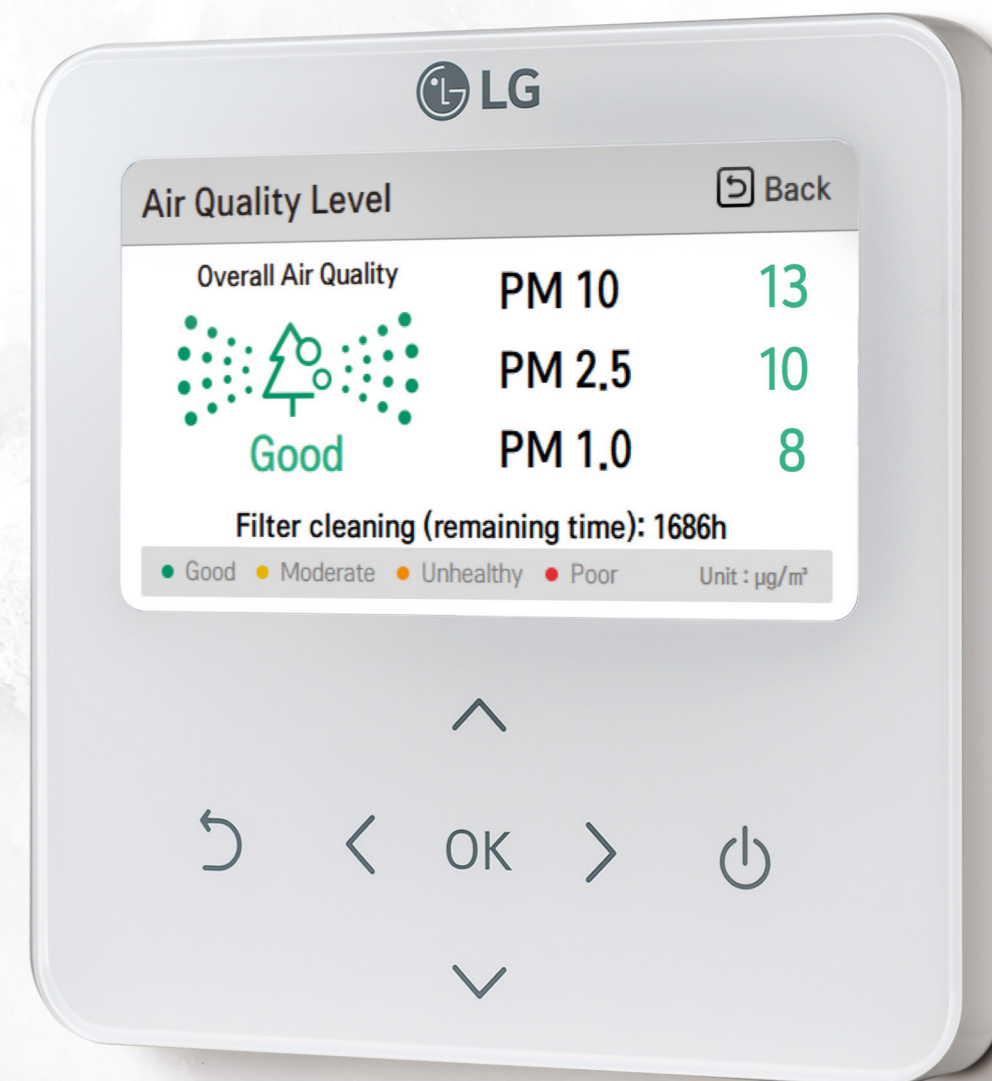 LG
Air Quality Level Back
Overall Air Quality
PM 10 13
PM 2.5 10
PM 1.0 8
Good
Filter cleaning (remaining time): 1686h
Good Moderate Unhealthy Poor Unit : μg/m³
OK